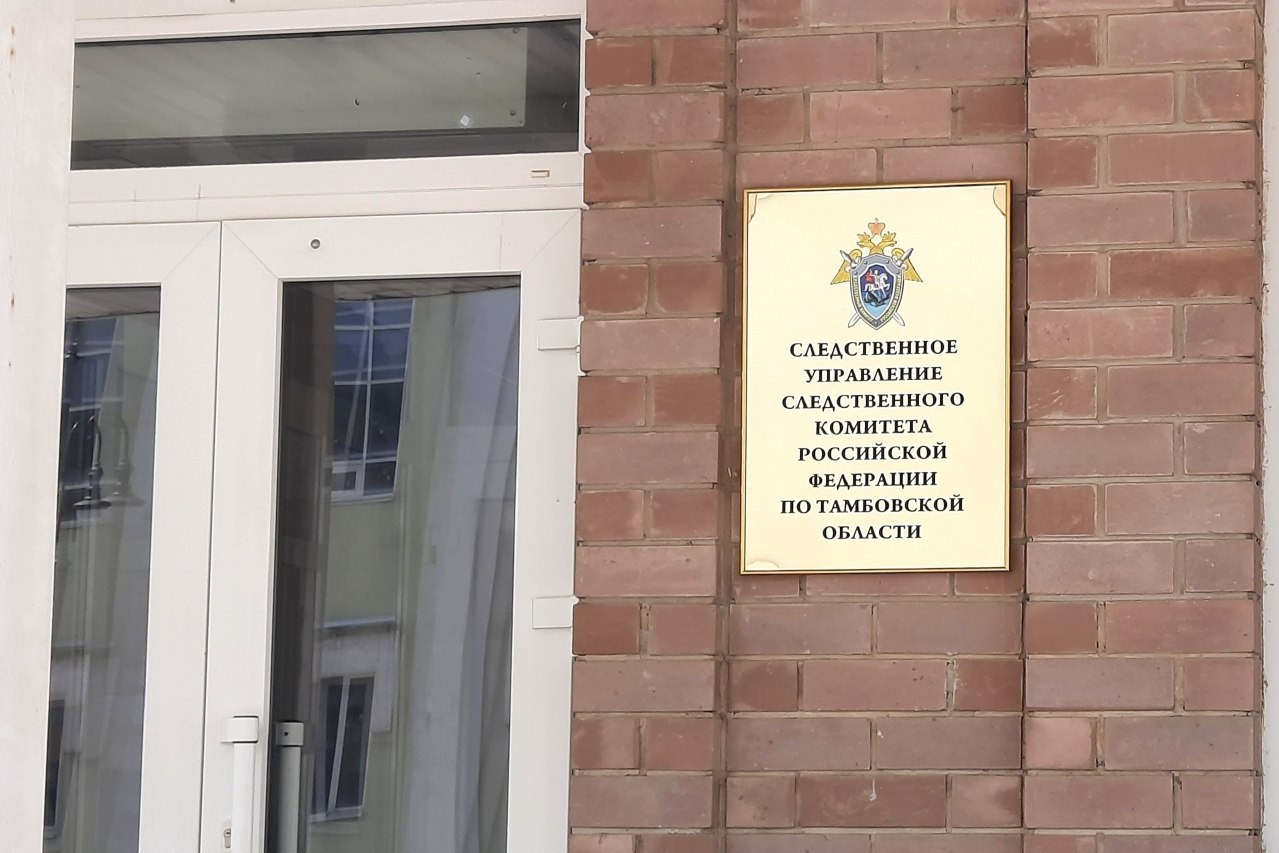 СЛЕДСТВЕННОЕ
УПРАВЛЕНИЕ
СЛЕДСТВЕННОГО
КОМИТЕТА
РОССИЙСКОЙ
ФЕДЕРАЦИИ
ПО ТАМБОВСКОЙ
ОБЛАСТИ